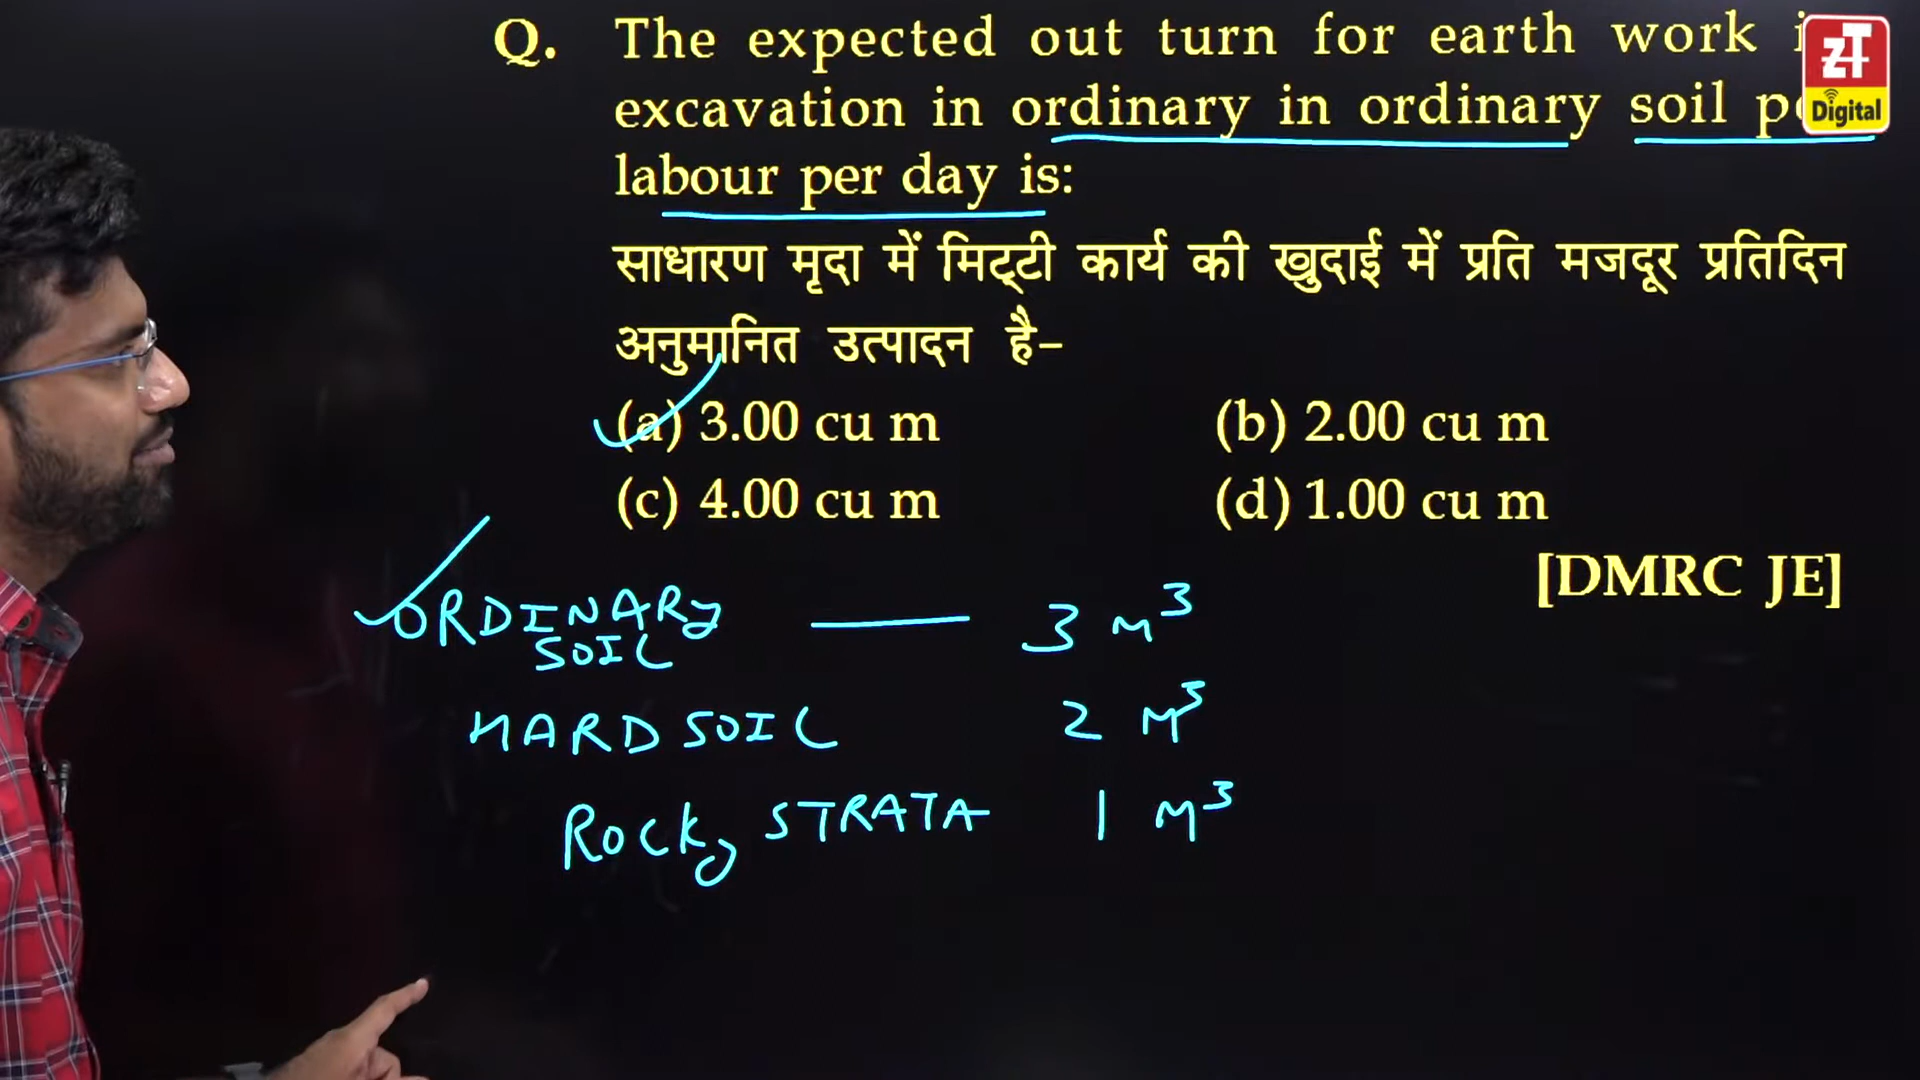 Q. The expected out turn for earth work
excavation in ordinary in ordinary soil
labour per day is:
साधारण मृदा में मिट्टी कार्य की खुदाई में प्रति मजदूर प्रतिदिन
अनुमानित उत्पादन है–
(a) 3.00 cu m (b) 2.00 cu m
(c) 4.00 cu m (d) 1.00 cu m
[DMRC JE]
ORDINARY SOIL — 3 M³
HARD SOIL 2 M³
ROCKy STRATA 1 M³
ZT
Digital